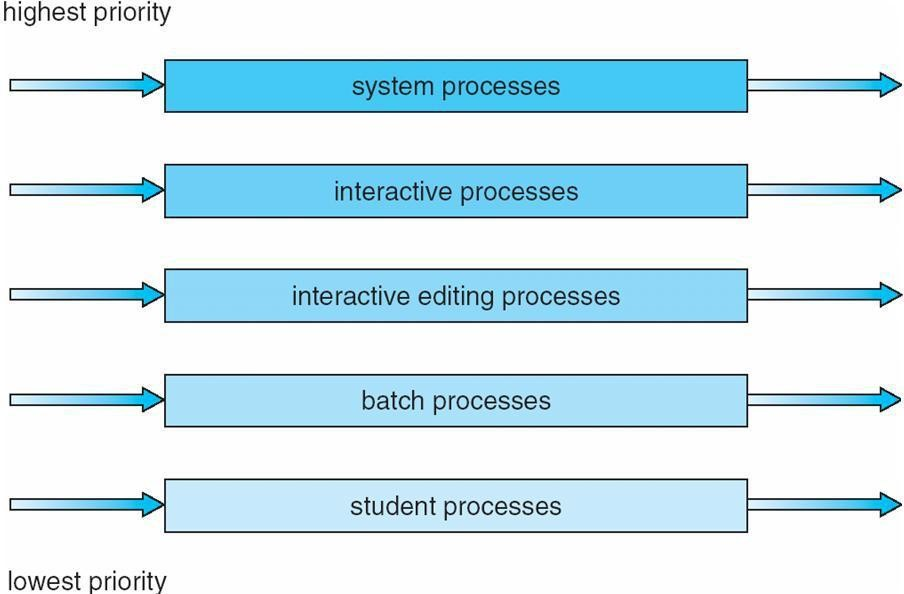 highest priority
system processes
interactive processes
interactive editing processes
batch processes
student processes
lowest priority